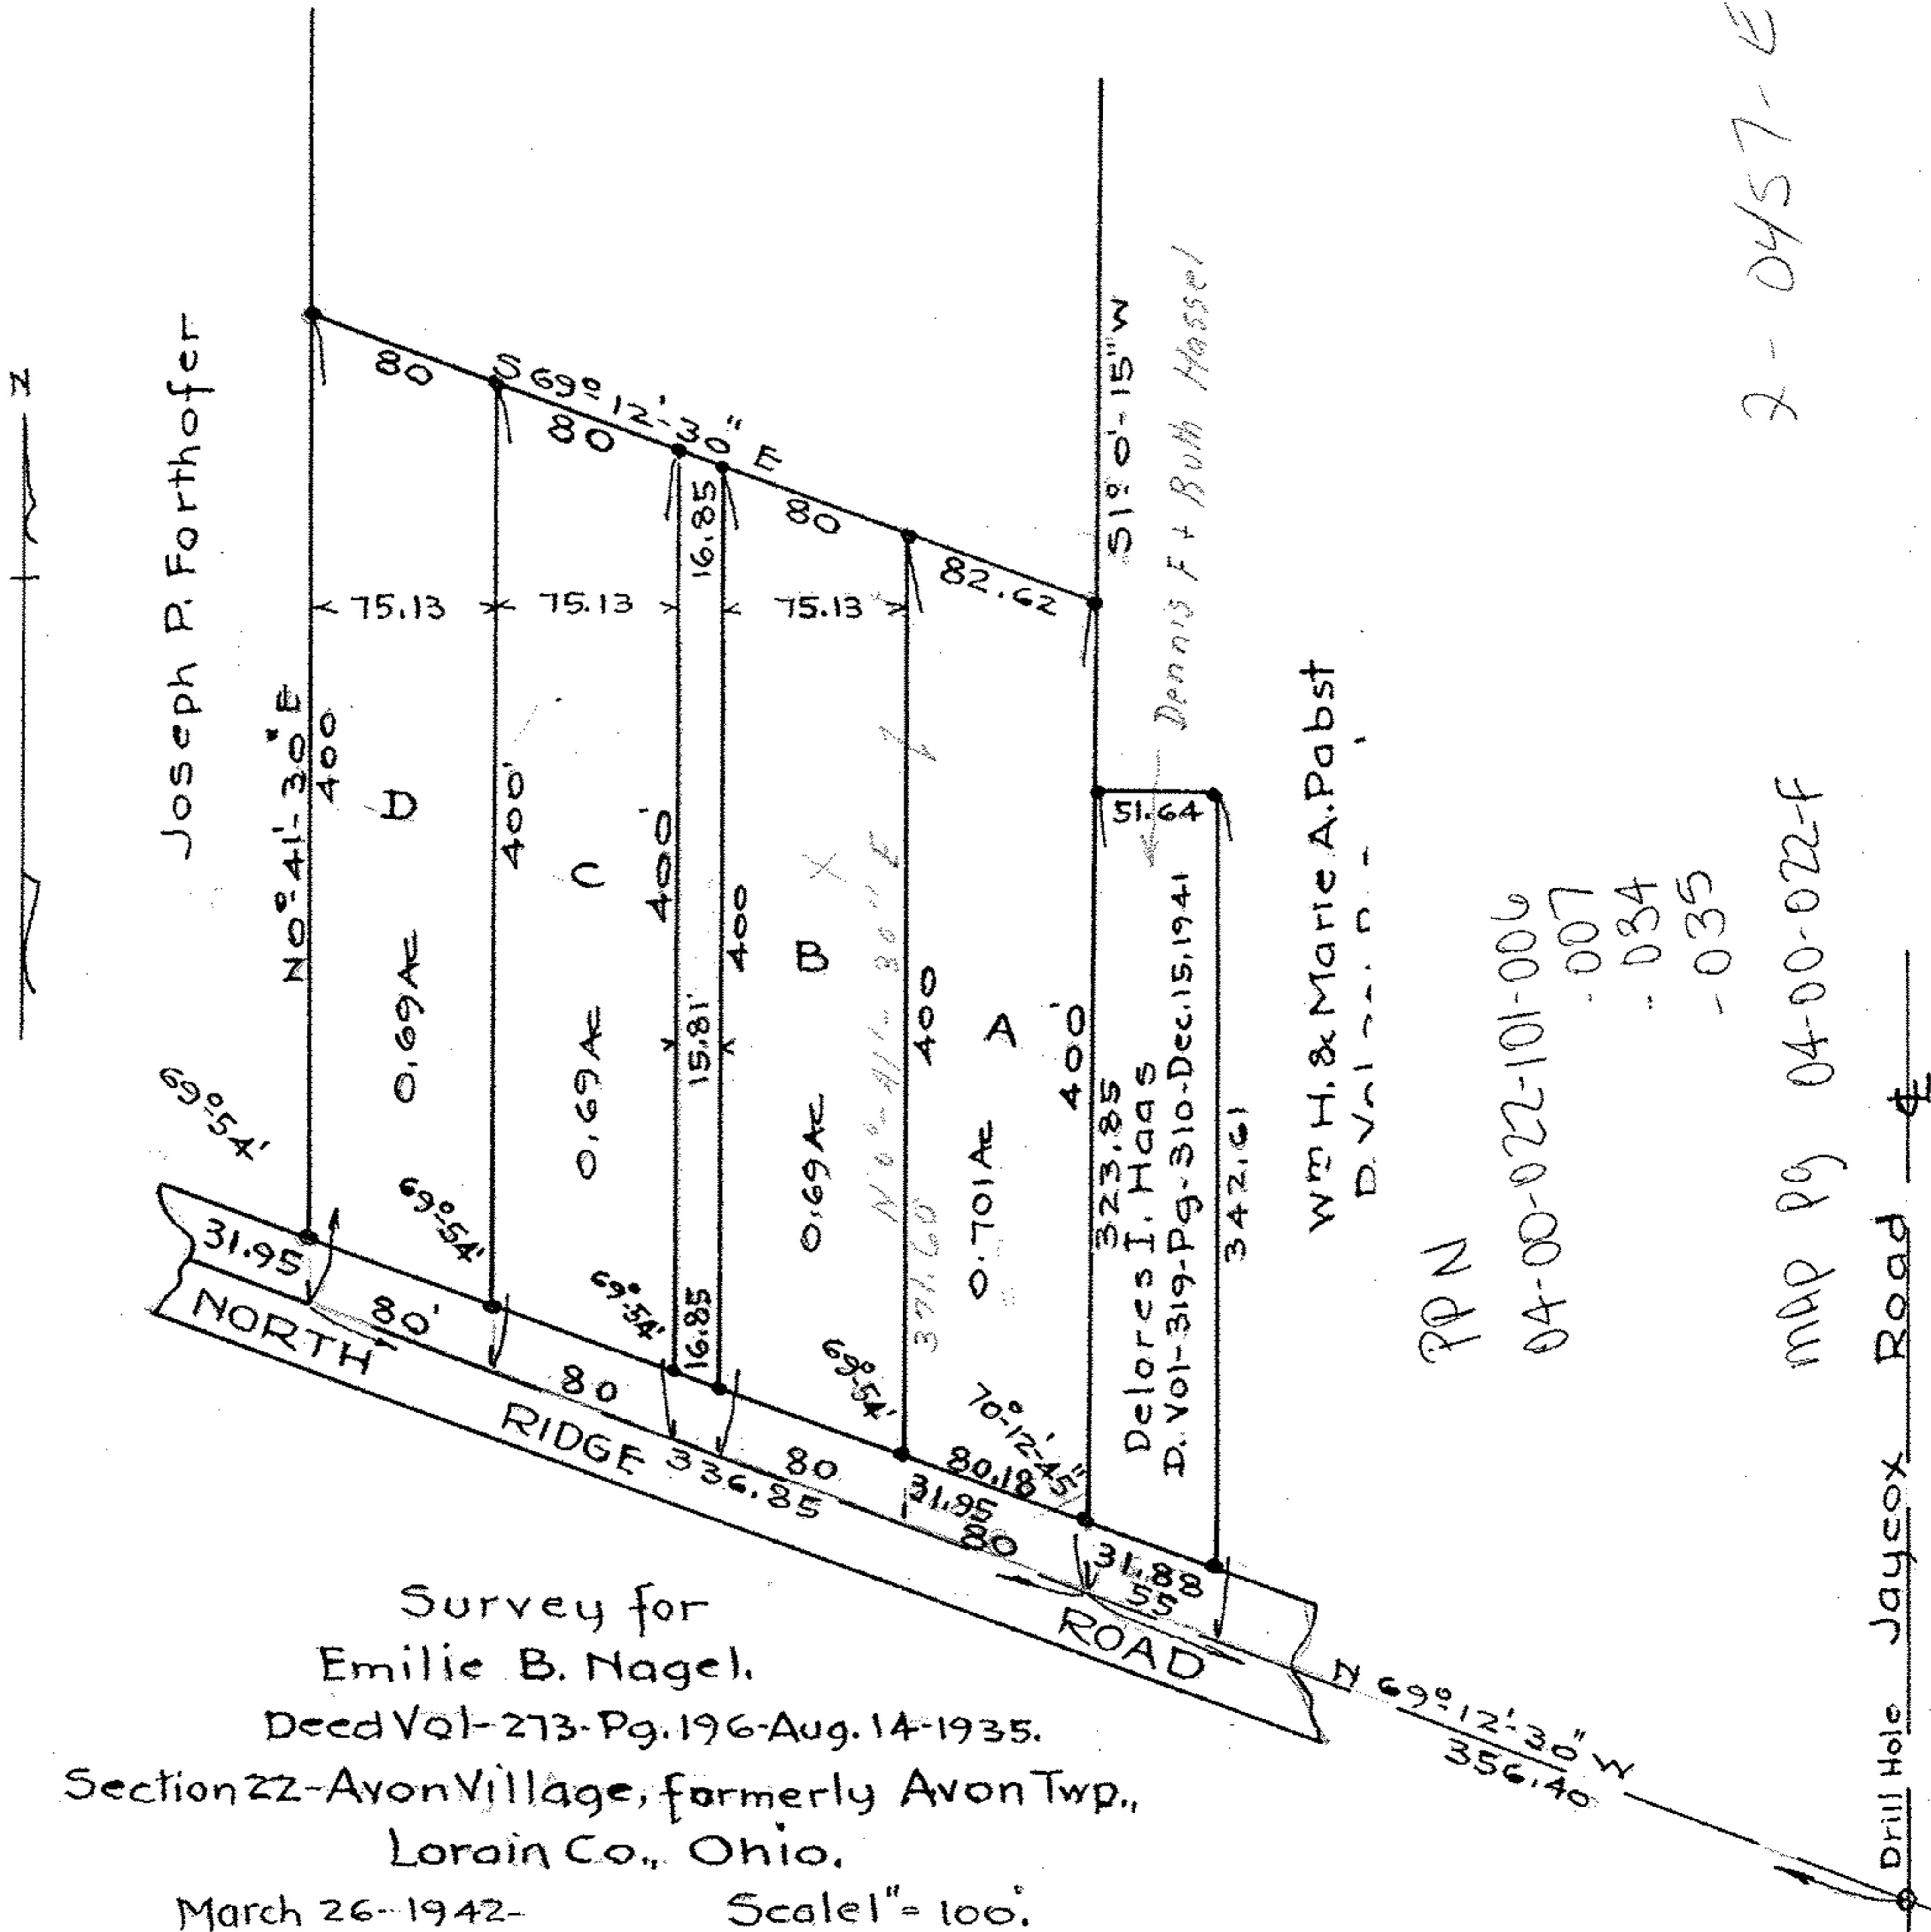 2-0457-E
N
Joseph P. Forthofer
80
S 69° 12'-30" E
80
16.85
80
82.62
S 1° 0'-15" W
Dennis F + Ruth Hassel
75.13
75.13
75.13
N 0° 41'-30" E
400
D
0.69 Ac
400'
C
0.69 Ac
400'
15.81'
400
B
0.69 Ac
N 0°-41'-30" E
371.60
400
A
0.701 Ac
400'
51.64
323.85
Delores I. Haas
D. Vol-319-Pg-310-Dec.15,1941
342.61
Wm H. & Marie A. Pabst
D. Vol
PPN
04-00-022-101-006
-007
-034
-035
MAP pg 04-00-022-F
69°-54'
69°-54'
69°-54'
69°-54'
70°-12'-45"
31.95
80'
80
16.85
336.85
80
80.18
31.95
80
31.88
55
NORTH RIDGE ROAD
N 69° 12'-30" W
356.40
Drill Hole
Jaycox Road ℄
Survey for
Emilie B. Nagel.
Deed Vol-273-Pg.196-Aug.14-1935.
Section 22-Avon Village, formerly Avon Twp.,
Lorain Co., Ohio.
March 26-1942- Scale 1" = 100'.